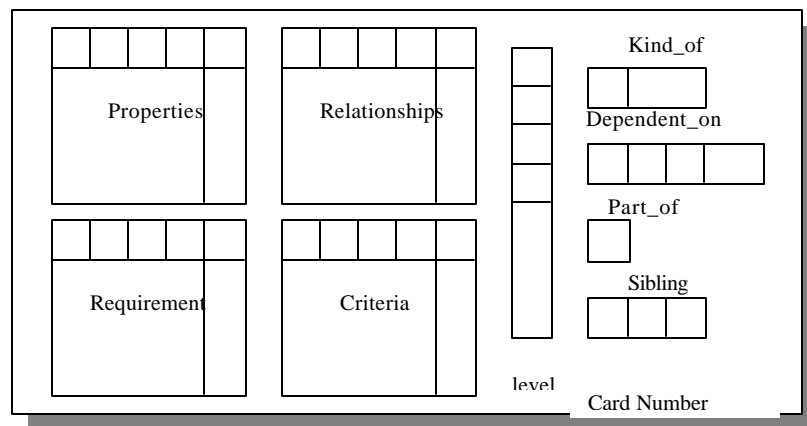 Properties
Relationships
Kind_of
Dependent_on
Part_of
Requirement
Criteria
Sibling
level
Card Number